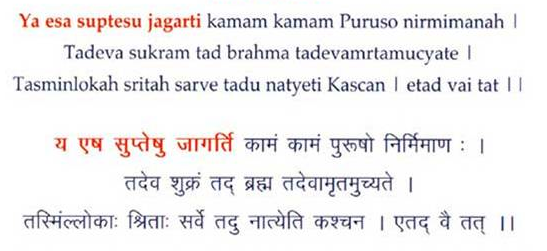 Ya esa suptesu jagarti kamam kamam Puruso nirmimanah |
Tadeva sukram tad brahma tadevamrtamucyate |
Tasminlokah sritah sarve tadu natyeti Kascan | etad vai tat ||
य एष सुप्तेषु जागर्ति कामं कामं पुरूषो निर्मिमाण : ।
तदेव शुक्रं तद् ब्रह्म तदेवामृतमुच्यते ।
तस्मिंल्लोकाः श्रिताः सर्वे तदु नात्येति कश्चन । एतद् वै तत् ।।